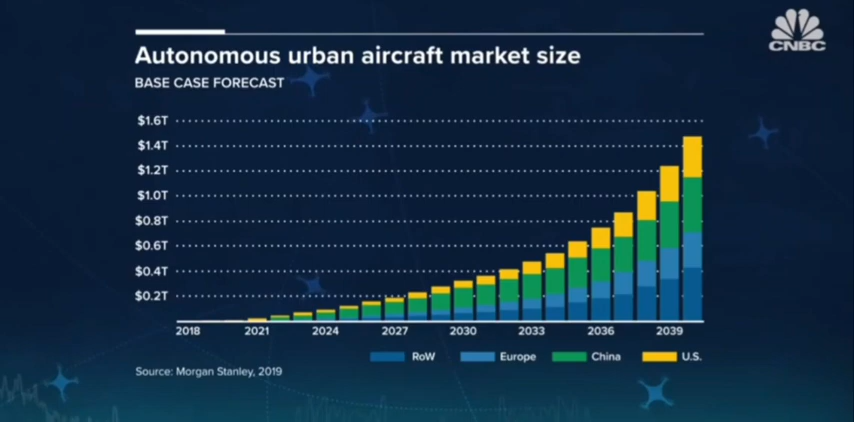 CNBC
Autonomous urban aircraft market size
BASE CASE FORECAST
$1.6T
$1.4T
$1.2T
$1.0T
$0.8T
$0.6T
$0.4T
$0.2T
2018 2021 2024 2027 2030 2033 2036 2039
RoW Europe China U.S.
Source: Morgan Stanley, 2019